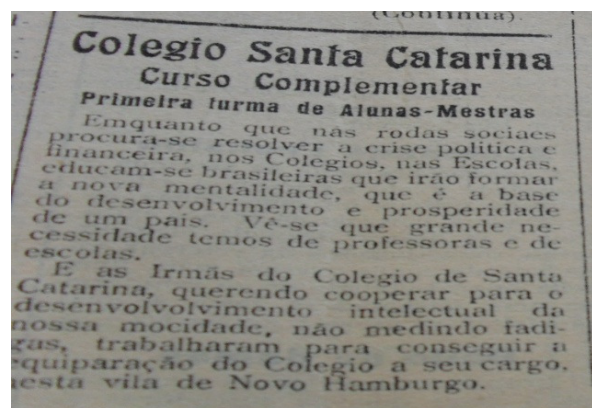 (Continua).
Colegio Santa Catarina
Curso Complementar
Primeira turma de Alunas-Mestras
Emquanto que nas rodas sociaes
procura-se resolver a crise politica e
financeira, nos Colegios, nas Escolas,
educam-se brasileiras que irão formar
a nova mentalidade, que é a base
do desenvolvimento e prosperidade
de um país. Vê-se que grande ne-
cessidade temos de professoras e de
escolas.
E as Irmãs do Colegio de Santa
Catarina, querendo cooperar para o
desenvolvolvimento intelectual da
nossa mocidade, não medindo fadi-
gas, trabalharam para conseguir a
equiparação do Colegio a seu cargo,
nesta vila de Novo Hamburgo.